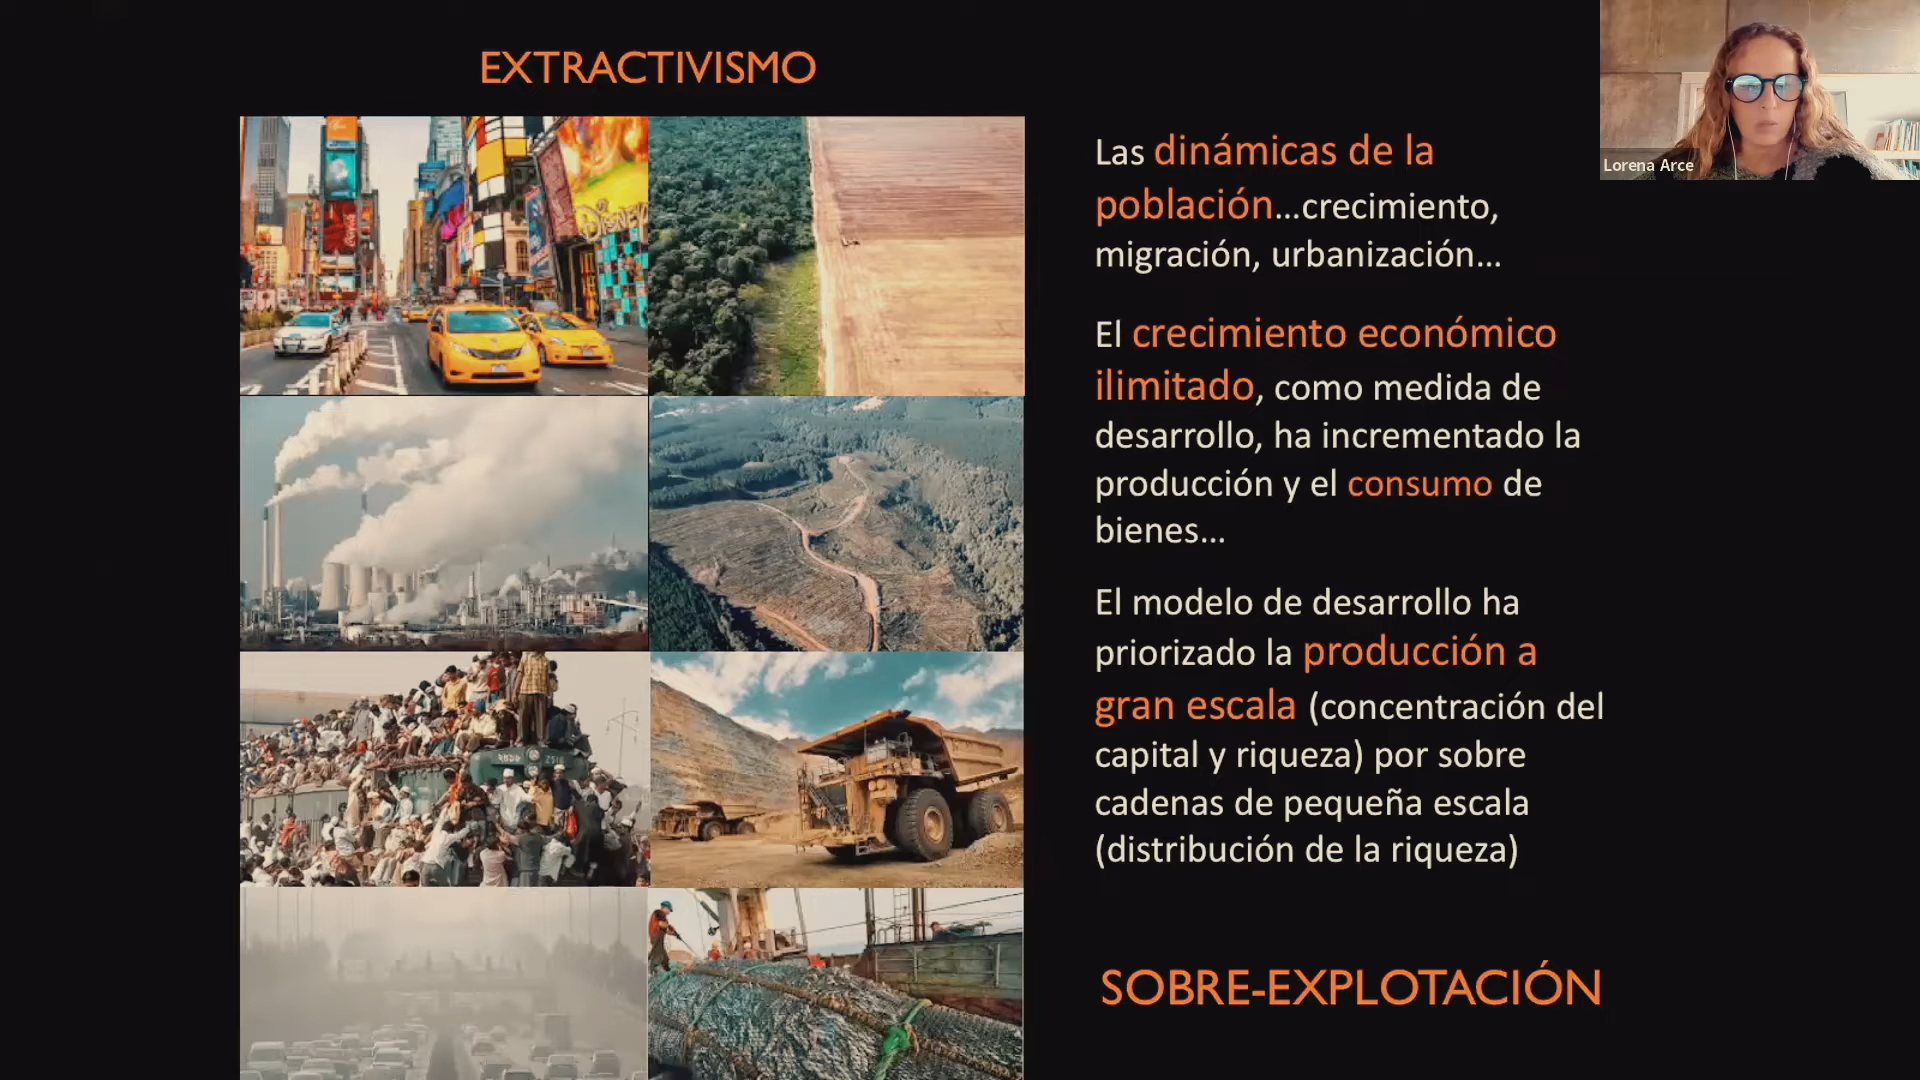 EXTRACTIVISMO
Las dinámicas de la
población...crecimiento,
migración, urbanización...
El crecimiento económico
ilimitado, como medida de
desarrollo, ha incrementado la
producción y el consumo de
bienes...
El modelo de desarrollo ha
priorizado la producción a
gran escala (concentración del
capital y riqueza) por sobre
cadenas de pequeña escala
(distribución de la riqueza)
SOBRE-EXPLOTACIÓN
Lorena Arce
DISNEY